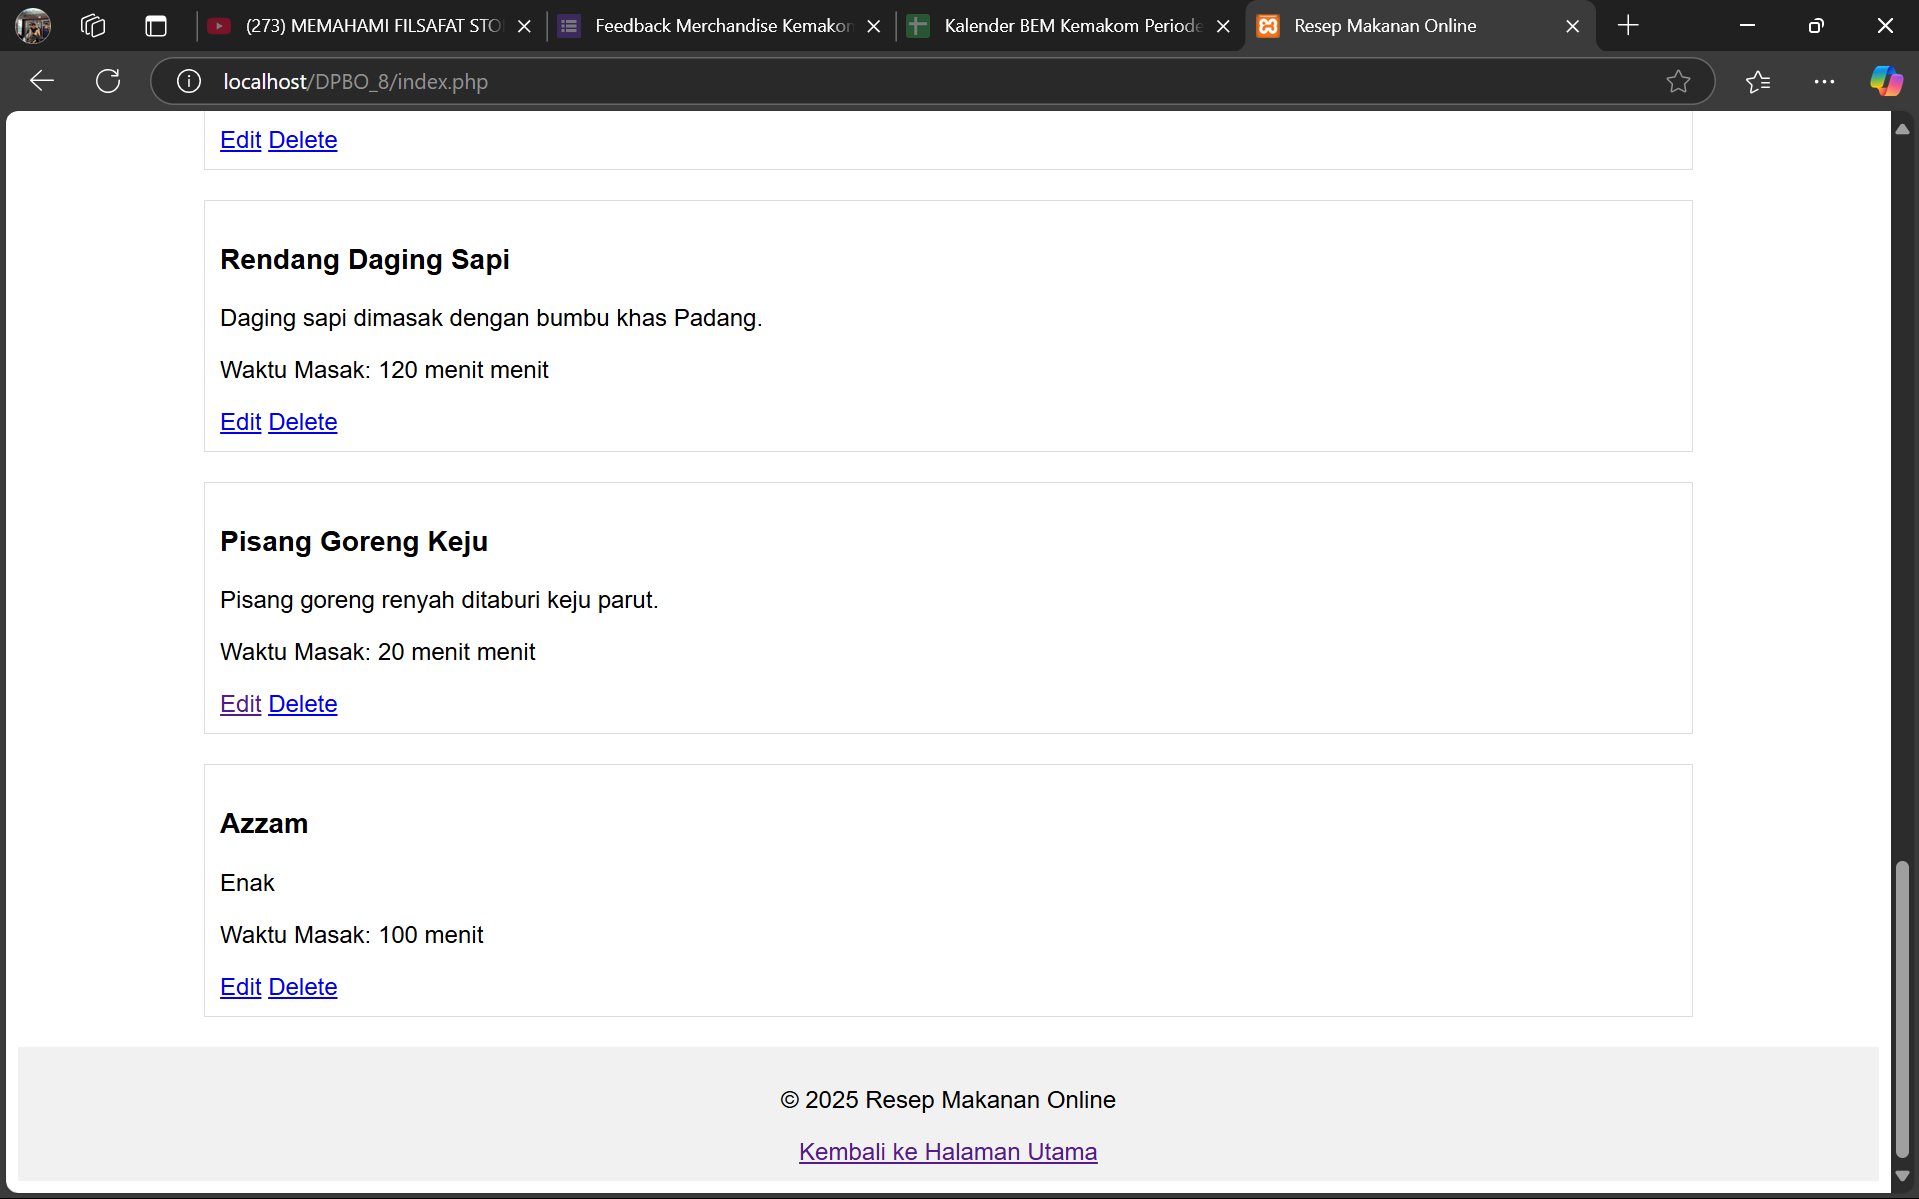 (273) MEMAHAMI FILSAFAT STO
Feedback Merchandise Kemakom
Kalender BEM Kemakom Periode
Resep Makanan Online
localhost/DPBO_8/index.php
Edit Delete
Rendang Daging Sapi
Daging sapi dimasak dengan bumbu khas Padang.
Waktu Masak: 120 menit menit
Edit Delete
Pisang Goreng Keju
Pisang goreng renyah ditaburi keju parut.
Waktu Masak: 20 menit menit
Edit Delete
Azzam
Enak
Waktu Masak: 100 menit
Edit Delete
© 2025 Resep Makanan Online
Kembali ke Halaman Utama